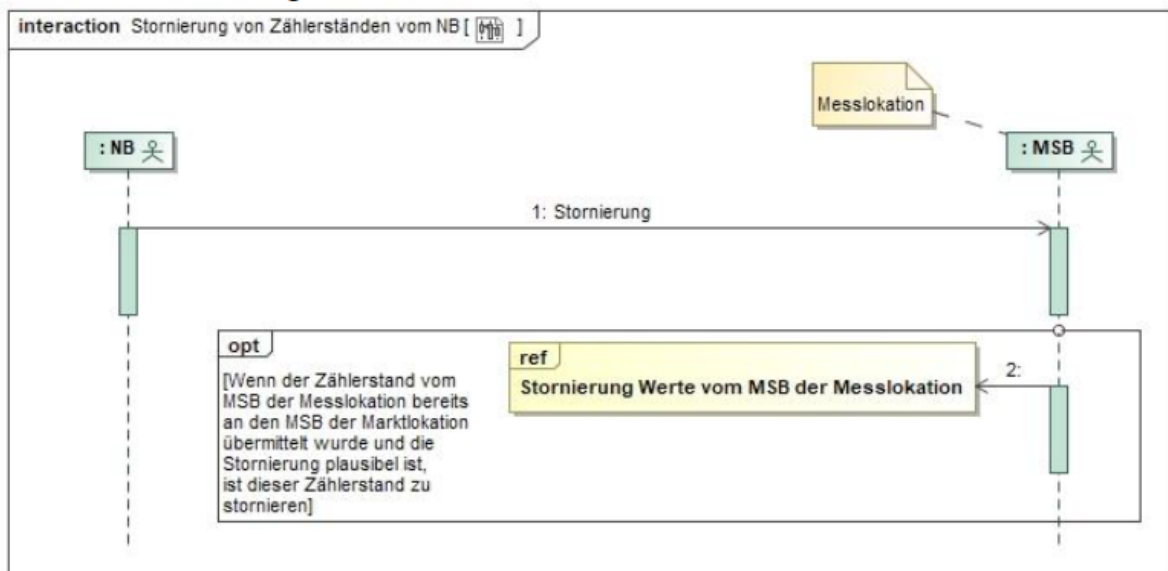 interaction Stornierung von Zählerständen vom NB [ ]
Messlokation
: NB
: MSB
1: Stornierung
opt
[Wenn der Zählerstand vom
MSB der Messlokation bereits
an den MSB der Marktlokation
übermittelt wurde und die
Stornierung plausibel ist,
ist dieser Zählerstand zu
stornieren]
ref
Stornierung Werte vom MSB der Messlokation
2: